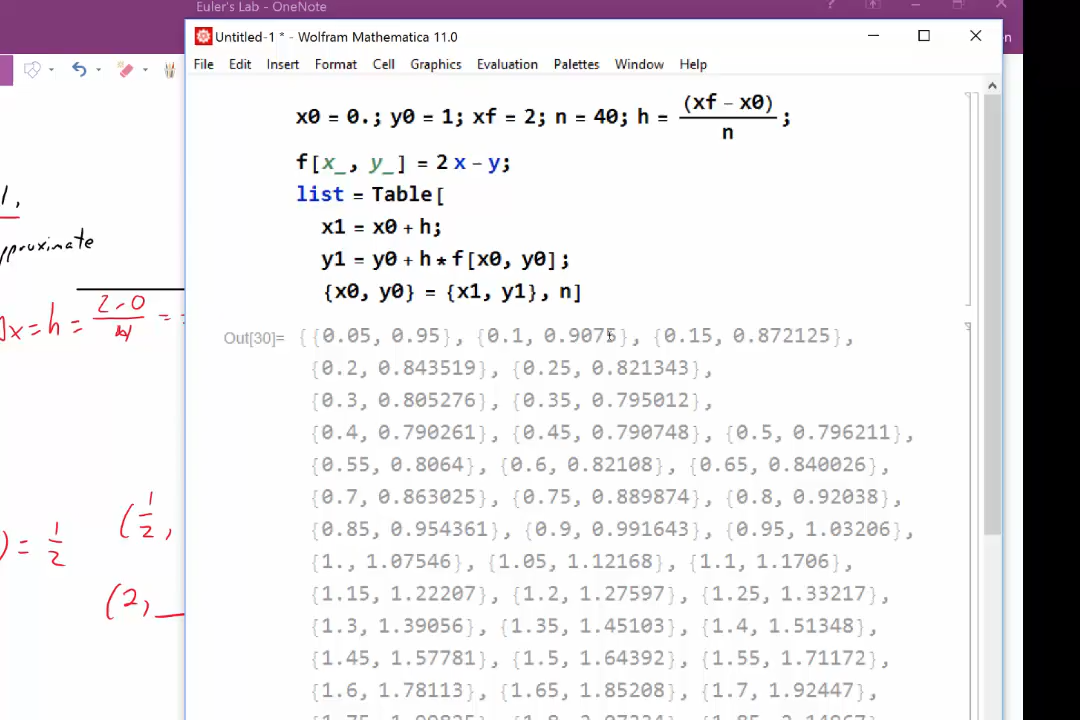 Euler's Lab - OneNote
Untitled-1 * - Wolfram Mathematica 11.0
File Edit Insert Format Cell Graphics Evaluation Palettes Window Help
x0 = 0.; y0 = 1; xf = 2; n = 40; h = (xf - x0) / n ;
f[x_, y_] = 2 x - y;
list = Table[
x1 = x0 + h;
y1 = y0 + h * f[x0, y0];
{x0, y0} = {x1, y1}, n]
Out[30]= {{0.05, 0.95}, {0.1, 0.9075}, {0.15, 0.872125},
{0.2, 0.843519}, {0.25, 0.821343},
{0.3, 0.805276}, {0.35, 0.795012},
{0.4, 0.790261}, {0.45, 0.790748}, {0.5, 0.796211},
{0.55, 0.8064}, {0.6, 0.82108}, {0.65, 0.840026},
{0.7, 0.863025}, {0.75, 0.889874}, {0.8, 0.92038},
{0.85, 0.954361}, {0.9, 0.991643}, {0.95, 1.03206},
{1., 1.07546}, {1.05, 1.12168}, {1.1, 1.1706},
{1.15, 1.22207}, {1.2, 1.27597}, {1.25, 1.33217},
{1.3, 1.39056}, {1.35, 1.45103}, {1.4, 1.51348},
{1.45, 1.57781}, {1.5, 1.64392}, {1.55, 1.71172},
{1.6, 1.78113}, {1.65, 1.85208}, {1.7, 1.92447},
1,
pproximate
x = h = 2-0 / =
) = 1/2 (1/2,
(2, _